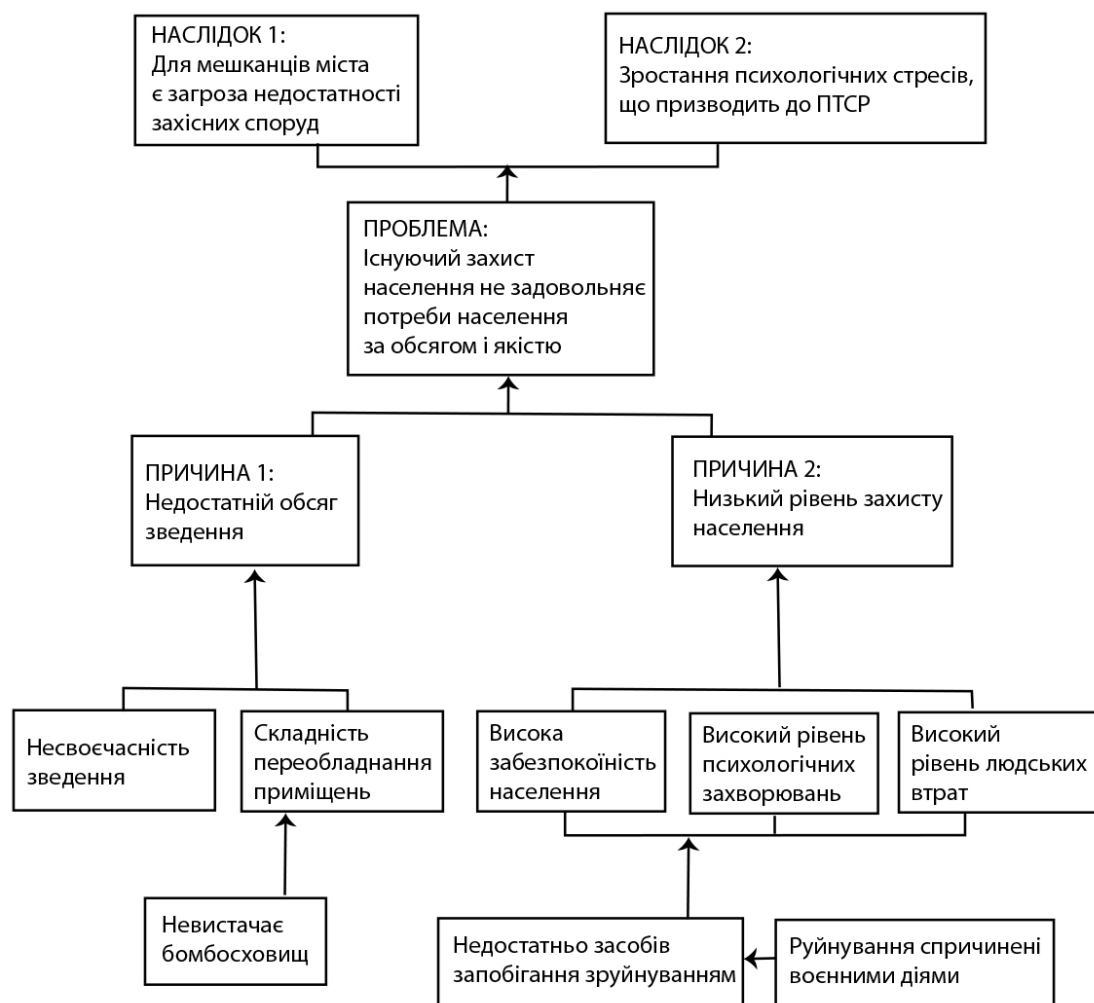 НАСЛІДОК 1:
Для мешканців міста
є загроза недостатності
захісних споруд
НАСЛІДОК 2:
Зростання психологічних стресів,
що призводить до ПТСР
ПРОБЛЕМА:
Існуючий захист
населення не задовольняє
потреби населення
за обсягом і якістю
ПРИЧИНА 1:
Недостатній обсяг
зведення
ПРИЧИНА 2:
Низький рівень захисту
населення
Несвоєчасність
зведення
Складність
переобладнання
приміщень
Висока
забезпокоїність
населення
Високий рівень
психологічних
захворювань
Високий
рівень людських
втрат
Невистачає
бомбосховищ
Недостатньо засобів
запобігання зруйнуванням
Руйнування спричинені
воєнними діями